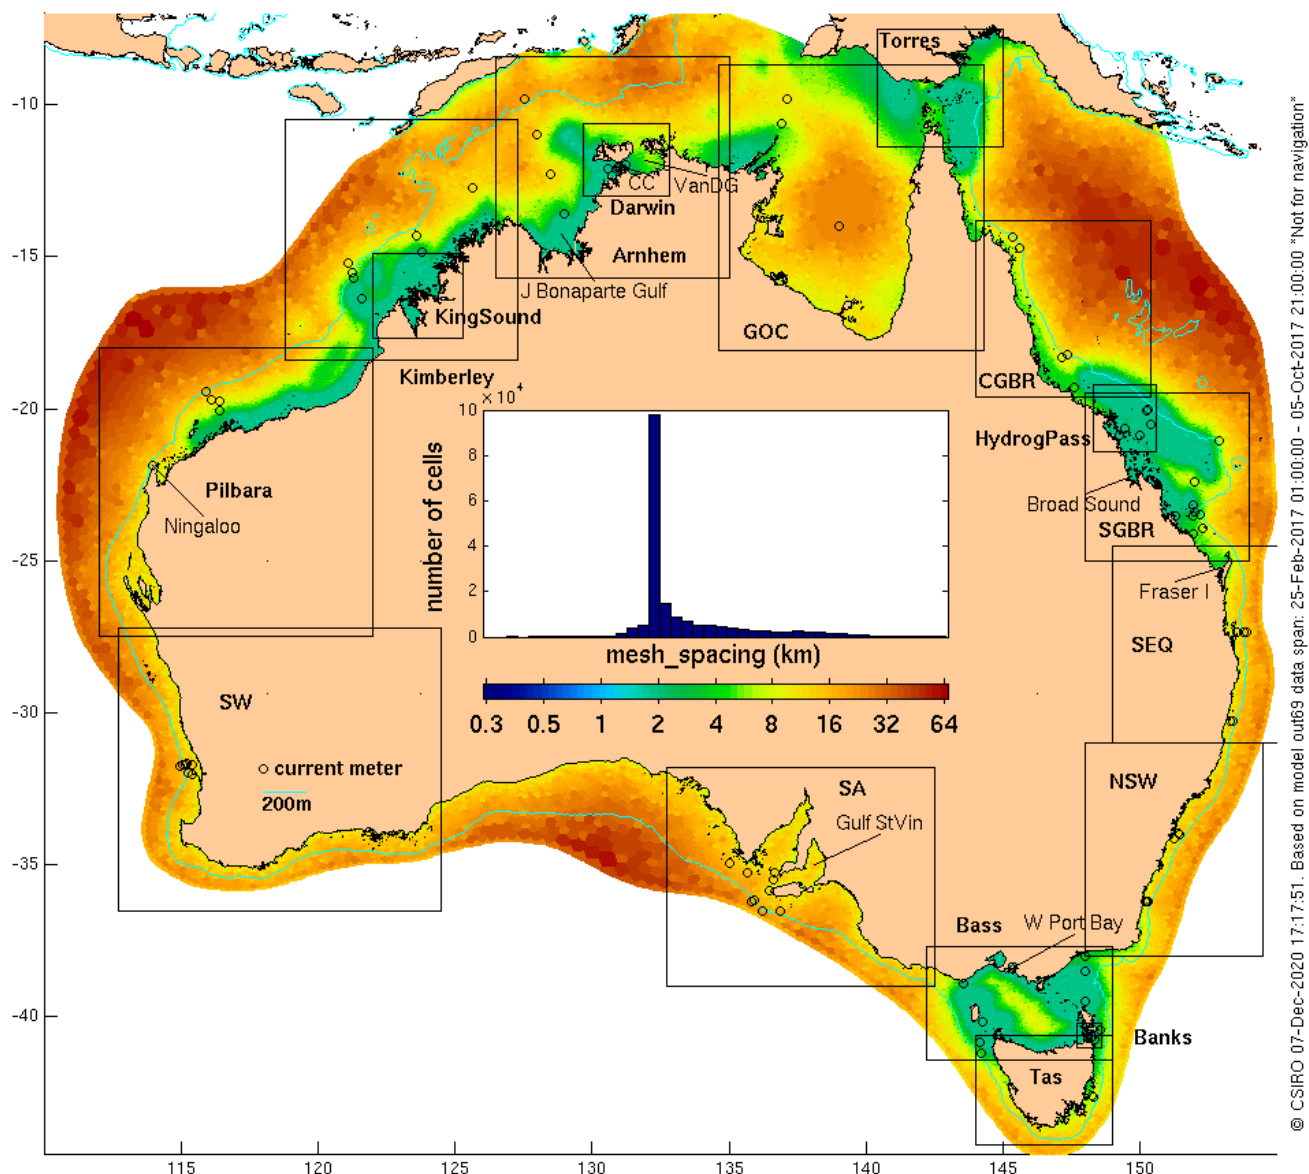 Torres
-10
CC
VanDG
Darwin
-15
Arnhem
J Bonaparte Gulf
KingSound
GOC
Kimberley
CGBR
× 10⁴
-20
10
8
6
4
2
0
number of cells
mesh_spacing (km)
HydrogPass
Pilbara
Ningaloo
Broad Sound
SGBR
-25
Fraser I
SEQ
SW
-30
0.3 0.5 1 2 4 8 16 32 64
current meter
200m
NSW
SA
Gulf StVin
-35
Bass
W Port Bay
-40
Banks
Tas
115 120 125 130 135 140 145 150
© CSIRO 07-Dec-2020 17:17:51. Based on model out69 data span: 25-Feb-2017 01:00:00 - 05-Oct-2017 21:00:00 "Not for navigation"